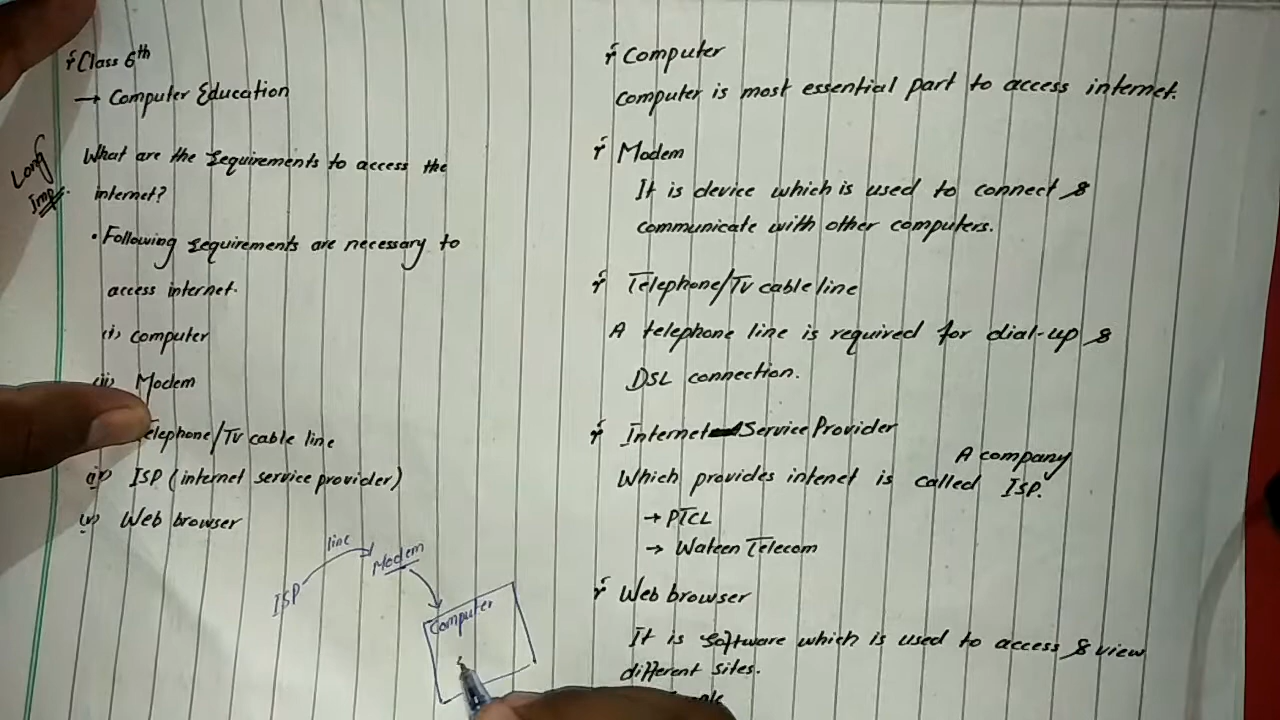 Class 6th
→ Computer Education
Long
Imp.
What are the requirements to access the
internet?
• Following requirements are necessary to
access internet.
(i) computer
(ii) Modem
elephone/Tv cable line
(iv) ISP (internet service provider)
(v) Web browser
ISP
line
Modem
Computer
Computer
Computer is most essential part to access internet.
Modem
It is device which is used to connect &
communicate with other computers.
Telephone/Tv cable line
A telephone line is required for dial-up &
DSL connection.
Internet Service Provider
A company
Which provides intenet is called ISP.
→ PTCL
→ Wateen Telecom
Web browser
It is software which is used to access & view
different sites.